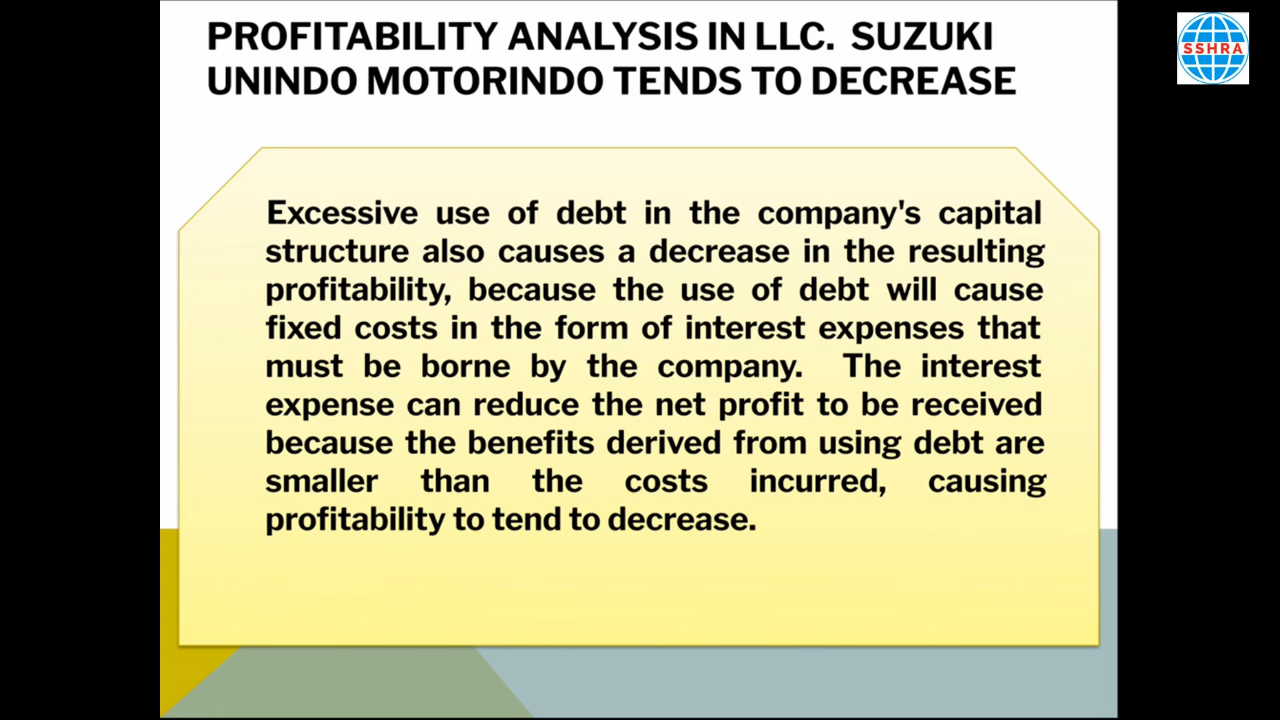 PROFITABILITY ANALYSIS IN LLC. SUZUKI
UNINDO MOTORINDO TENDS TO DECREASE
SSHRA
Excessive use of debt in the company's capital
structure also causes a decrease in the resulting
profitability, because the use of debt will cause
fixed costs in the form of interest expenses that
must be borne by the company. The interest
expense can reduce the net profit to be received
because the benefits derived from using debt are
smaller than the costs incurred, causing
profitability to tend to decrease.